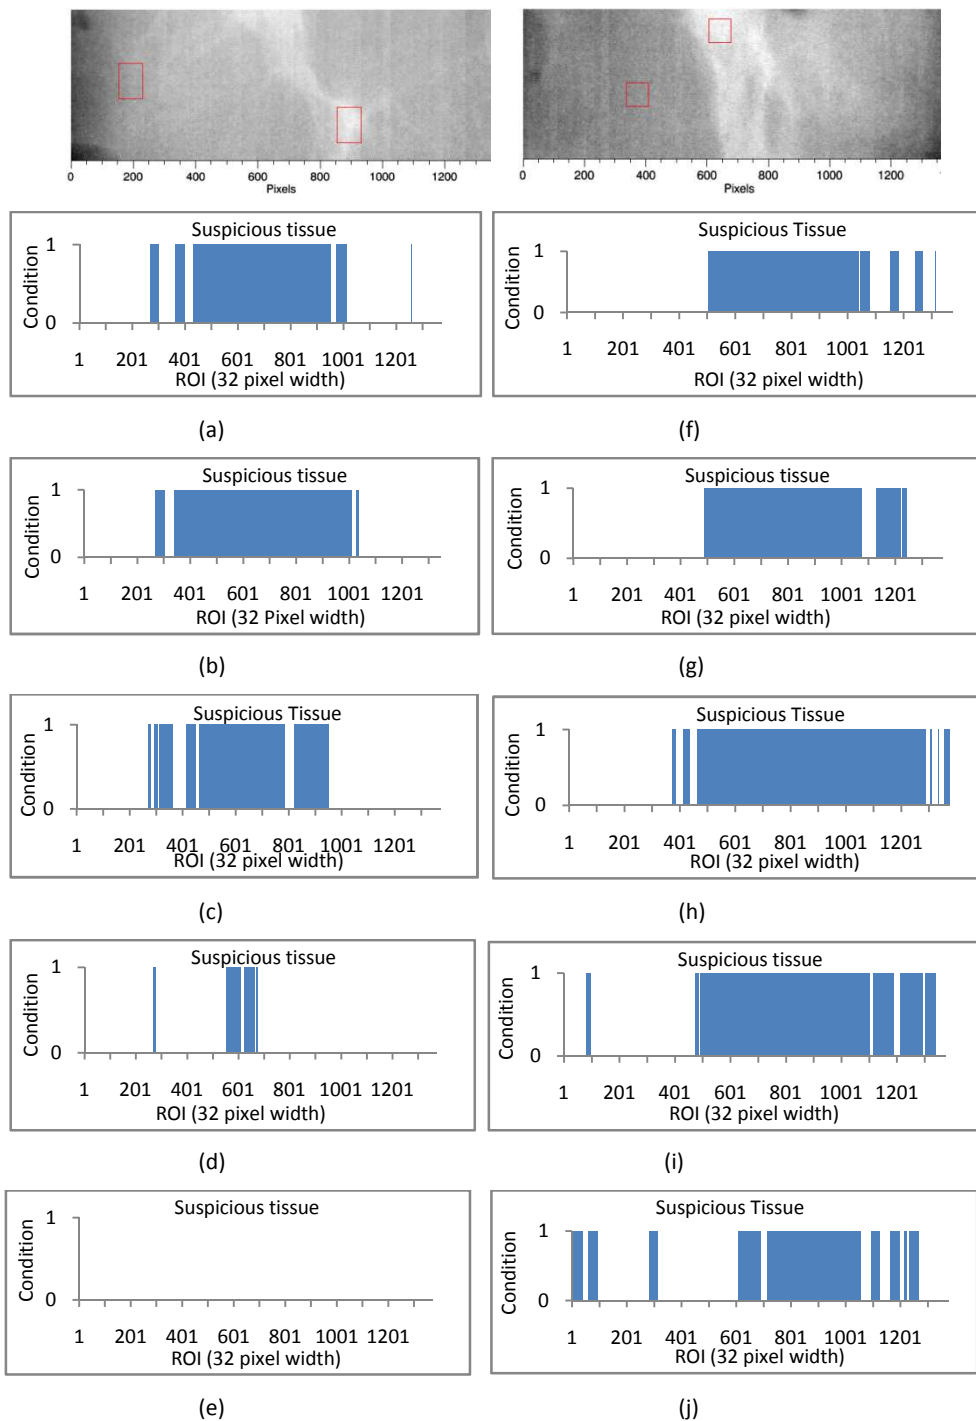 0 200 400 600 800 1000 1200
Pixels
0 200 400 600 800 1000 1200
Pixels
Suspicious tissue
Condition
1
0
1 201 401 601 801 1001 1201
ROI (32 pixel width)
(a)
Suspicious Tissue
Condition
1
0
1 201 401 601 801 1001 1201
ROI (32 pixel width)
(f)
Suspicious tissue
Condition
1
0
1 201 401 601 801 1001 1201
ROI (32 Pixel width)
(b)
Suspicious tissue
Condition
1
0
1 201 401 601 801 1001 1201
ROI (32 pixel width)
(g)
Suspicious Tissue
Condition
1
0
1 201 401 601 801 1001 1201
ROI (32 pixel width)
(c)
Suspicious Tissue
Condition
1
0
1 201 401 601 801 1001 1201
ROI (32 pixel width)
(h)
Suspicious tissue
Condition
1
0
1 201 401 601 801 1001 1201
ROI (32 pixel width)
(d)
Suspicious tissue
Condition
1
0
1 201 401 601 801 1001 1201
ROI (32 pixel width)
(i)
Suspicious tissue
Condition
1
0
1 201 401 601 801 1001 1201
ROI (32 pixel width)
(e)
Suspicious Tissue
Condition
1
0
1 201 401 601 801 1001 1201
ROI (32 pixel width)
(j)